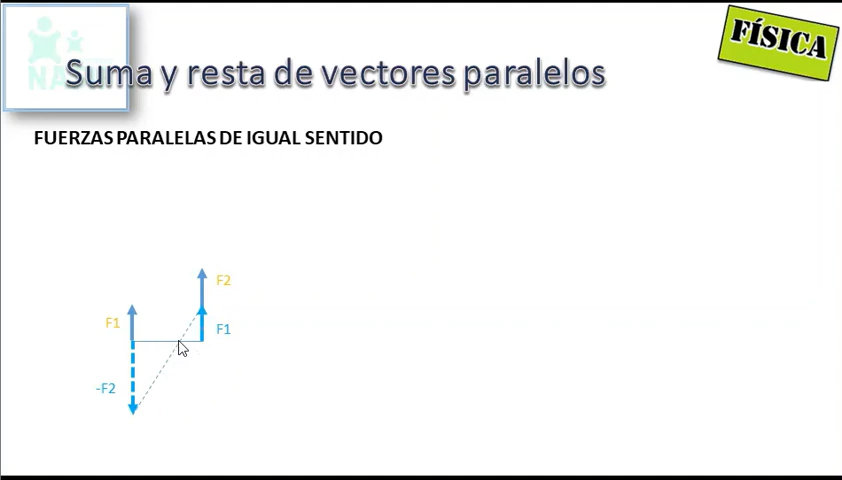 FÍSICA
Suma y resta de vectores paralelos
FUERZAS PARALELAS DE IGUAL SENTIDO
F2
F1
F1
-F2